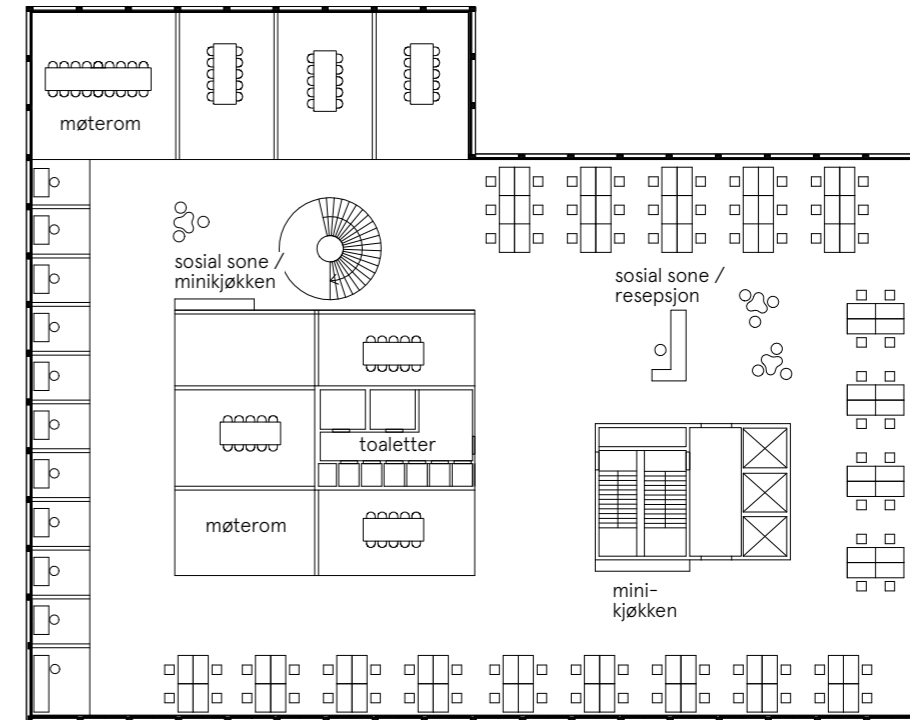 møterom
sosial sone /
minikjøkken
sosial sone /
resepsjon
toaletter
møterom
mini-
kjøkken